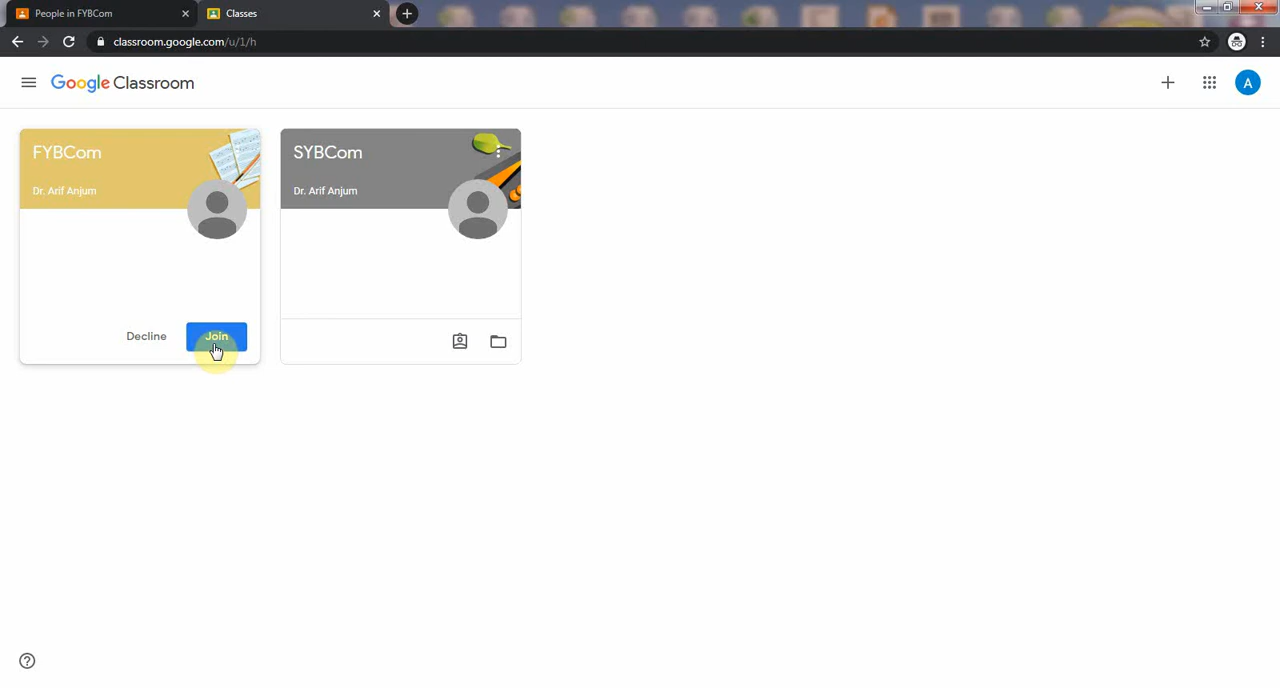 People in FYBCom
Classes
classroom.google.com/u/1/h
Google Classroom
A
FYBCom
Dr. Arif Anjum
Decline
Join
SYBCom
Dr. Arif Anjum